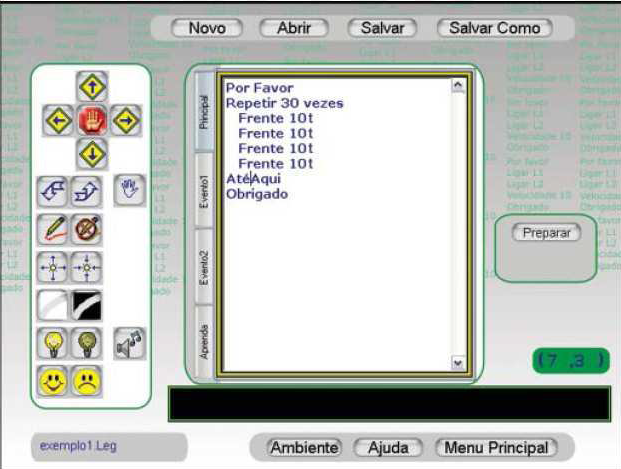 Novo Abrir Salvar Salvar Como
Principal
Evento1
Evento2
Aprenda
Por Favor
Repetir 30 vezes
Frente 10t
Frente 10t
Frente 10t
Frente 10t
AtéAqui
Obrigado
Preparar
(7 ,3 )
exemplo1.Leg
Ambiente Ajuda Menu Principal